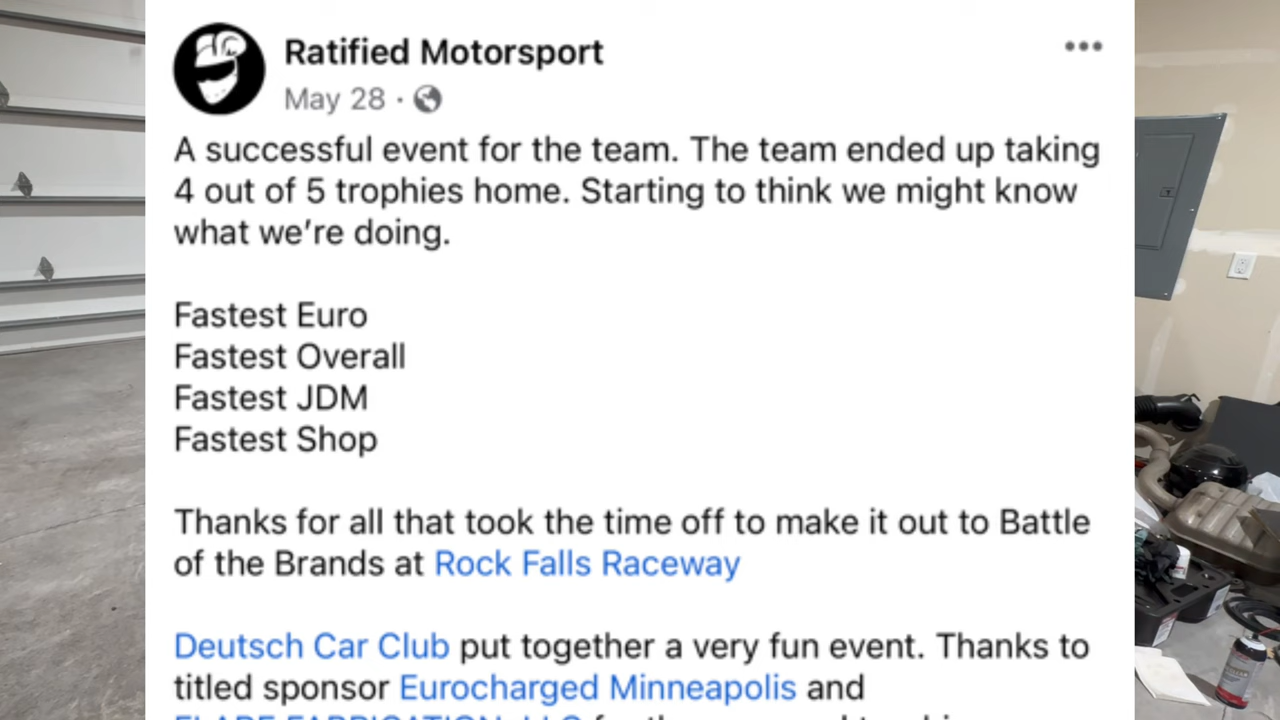 Ratified Motorsport
May 28 ·
A successful event for the team. The team ended up taking
4 out of 5 trophies home. Starting to think we might know
what we're doing.
Fastest Euro
Fastest Overall
Fastest JDM
Fastest Shop
Thanks for all that took the time off to make it out to Battle
of the Brands at Rock Falls Raceway
Deutsch Car Club put together a very fun event. Thanks to
titled sponsor Eurocharged Minneapolis and